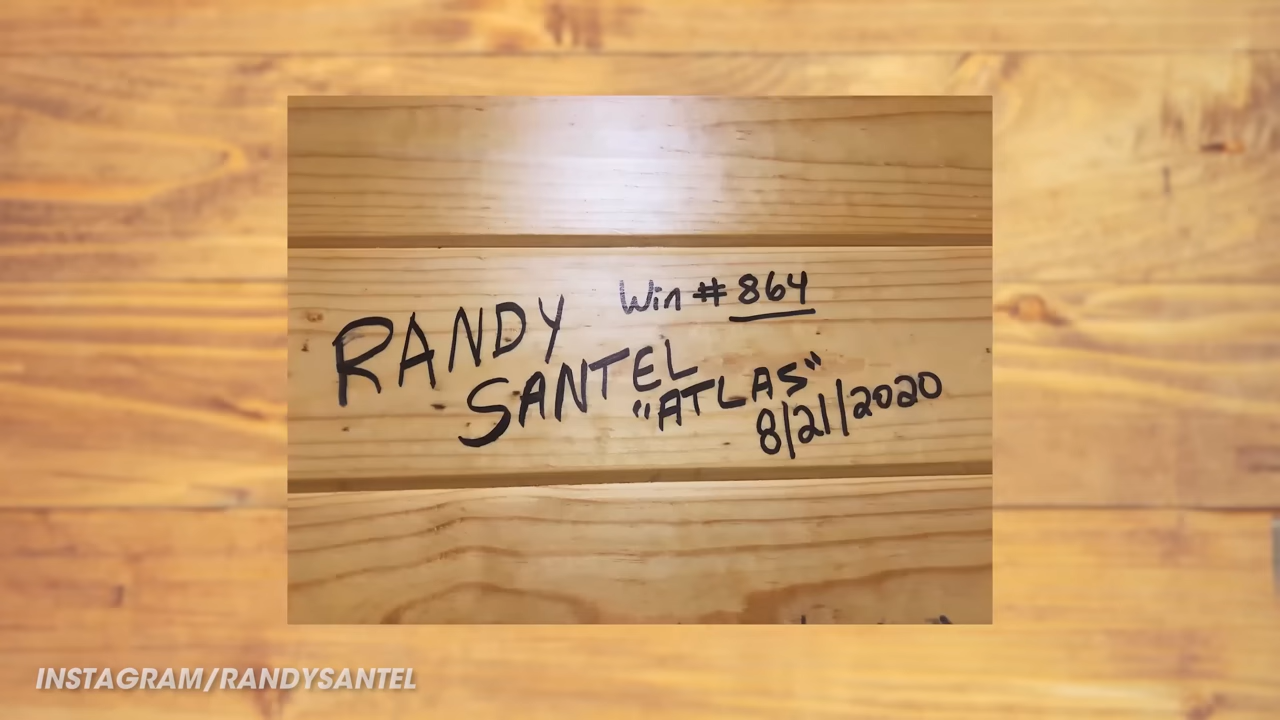 Win # 864
RANDY
SANTEL
"ATLAS"
8/21/2020
INSTAGRAM/RANDYSANTEL